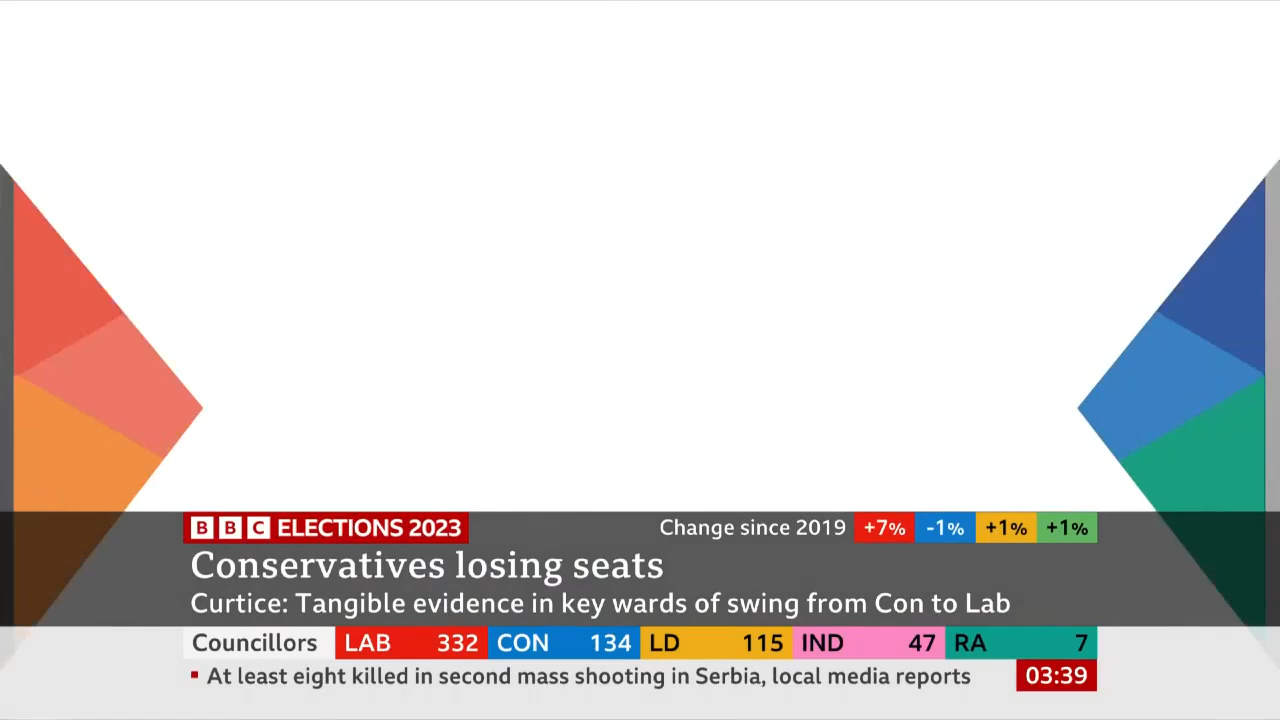 BBC ELECTIONS 2023 Change since 2019 +7% -1% +1% +1%
Conservatives losing seats
Curtice: Tangible evidence in key wards of swing from Con to Lab
Councillors LAB 332 CON 134 LD 115 IND 47 RA 7
At least eight killed in second mass shooting in Serbia, local media reports 03:39